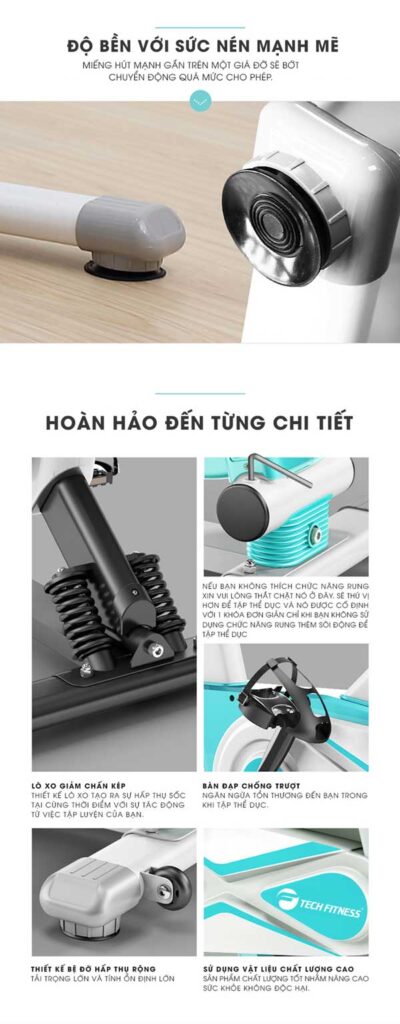 ĐỘ BỀN VỚI SỨC NÉN MẠNH MẼ
MIẾNG HÚT MẠNH GẮN TRÊN MỘT GIÁ ĐỠ SẼ BỚT
CHUYỂN ĐỘNG QUÁ MỨC CHO PHÉP.
HOÀN HẢO ĐẾN TỪNG CHI TIẾT
NẾU BẠN KHÔNG THÍCH CHỨC NĂNG RUNG
XIN VUI LÒNG THẮT CHẶT NÓ Ở ĐÂY. SẼ THÚ VỊ
HƠN ĐỂ TẬP THỂ DỤC VÀ NÓ ĐƯỢC CỐ ĐỊNH
VỚI 1 KHÓA ĐƠN GIẢN CHỈ KHI BẠN KHÔNG SỬ
DỤNG CHỨC NĂNG RUNG THÊM SÔI ĐỘNG ĐỂ
TẬP THỂ DỤC
LÒ XO GIẢM CHẤN KÉP
THIẾT KẾ LÒ XO TẠO RA SỰ HẤP THỤ SỐC
TẠI CÙNG THỜI ĐIỂM VỚI SỰ TÁC ĐỘNG
TỪ VIỆC TẬP LUYỆN CỦA BẠN.
BÀN ĐẠP CHỐNG TRƯỢT
NGĂN NGỪA TỔN THƯƠNG ĐẾN BẠN TRONG
KHI TẬP THỂ DỤC.
TECH FITNESS
THIẾT KẾ BỆ ĐỠ HẤP THỤ RỘNG
TẢI TRỌNG LỚN VÀ TÍNH ỔN ĐỊNH LỚN
SỬ DỤNG VẬT LIỆU CHẤT LƯỢNG CAO
SẢN PHẨM CHẤT LƯỢNG TỐT NHẰM NÂNG CAO
SỨC KHỎE KHÔNG ĐỘC HẠI.